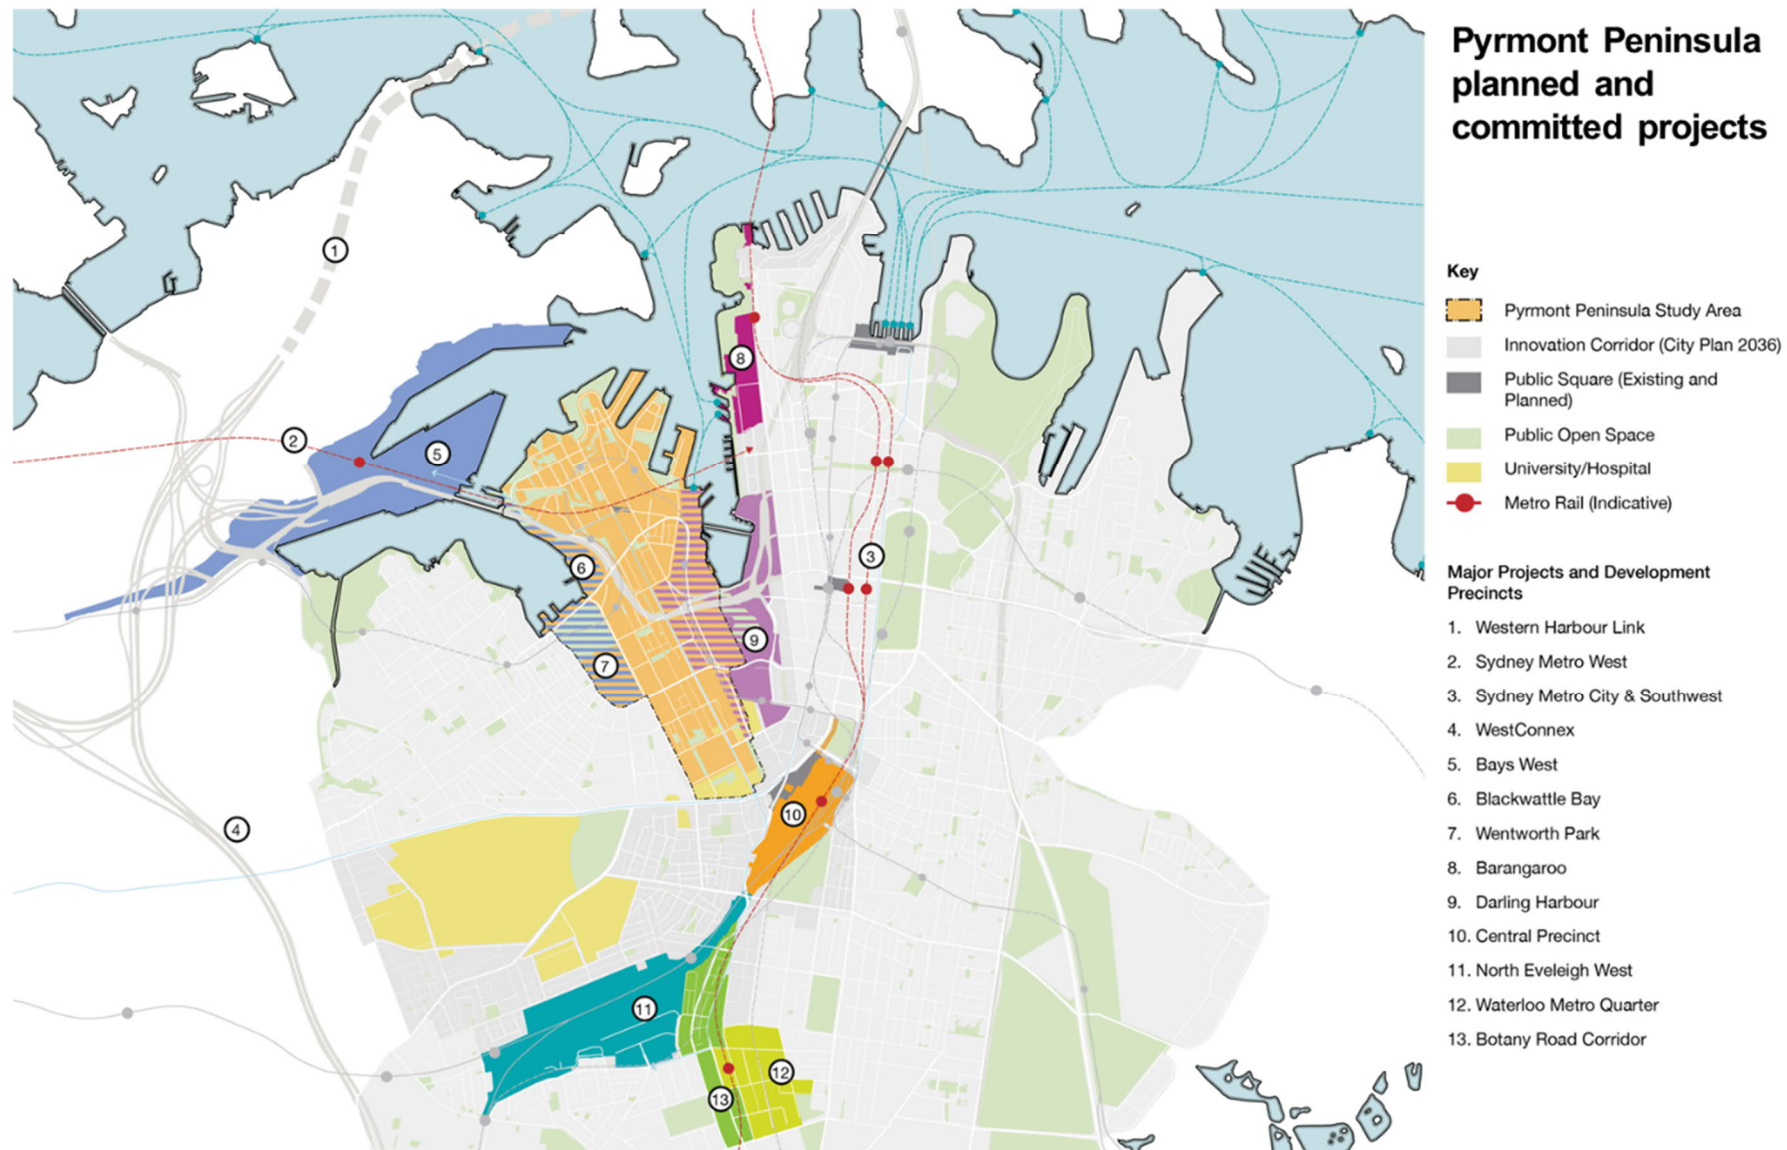 Pyrmont Peninsula
planned and
committed projects
Key
Pyrmont Peninsula Study Area
Innovation Corridor (City Plan 2036)
Public Square (Existing and
Planned)
Public Open Space
University/Hospital
Metro Rail (Indicative)
Major Projects and Development
Precincts
1. Western Harbour Link
2. Sydney Metro West
3. Sydney Metro City & Southwest
4. WestConnex
5. Bays West
6. Blackwattle Bay
7. Wentworth Park
8. Barangaroo
9. Darling Harbour
10. Central Precinct
11. North Eveleigh West
12. Waterloo Metro Quarter
13. Botany Road Corridor
1
8
2
5
3
6
9
7
10
4
11
12
13